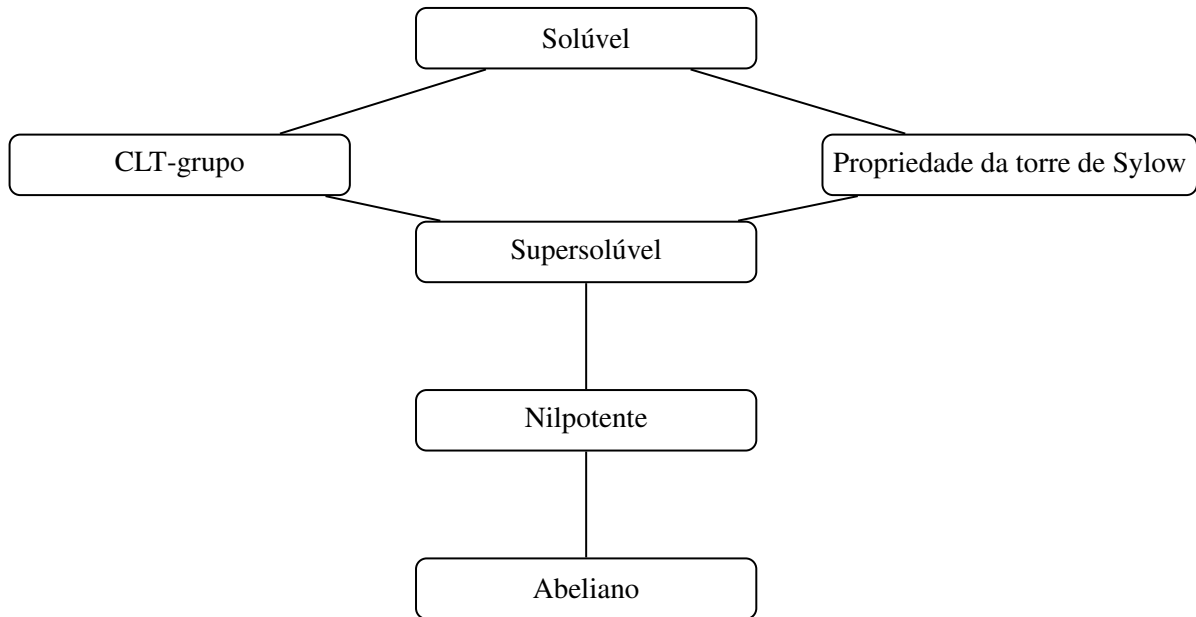 Solúvel
CLT-grupo
Propriedade da torre de Sylow
Supersolúvel
Nilpotente
Abeliano